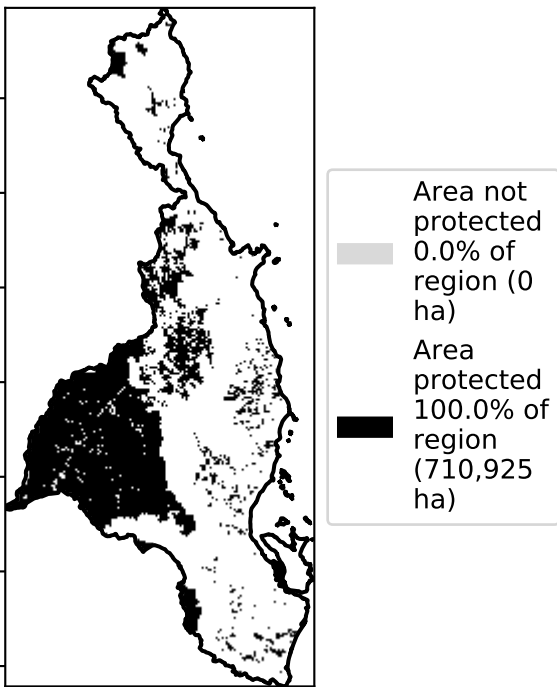 Area not
protected
0.0% of
region (0
ha)
Area
protected
100.0% of
region
(710,925
ha)